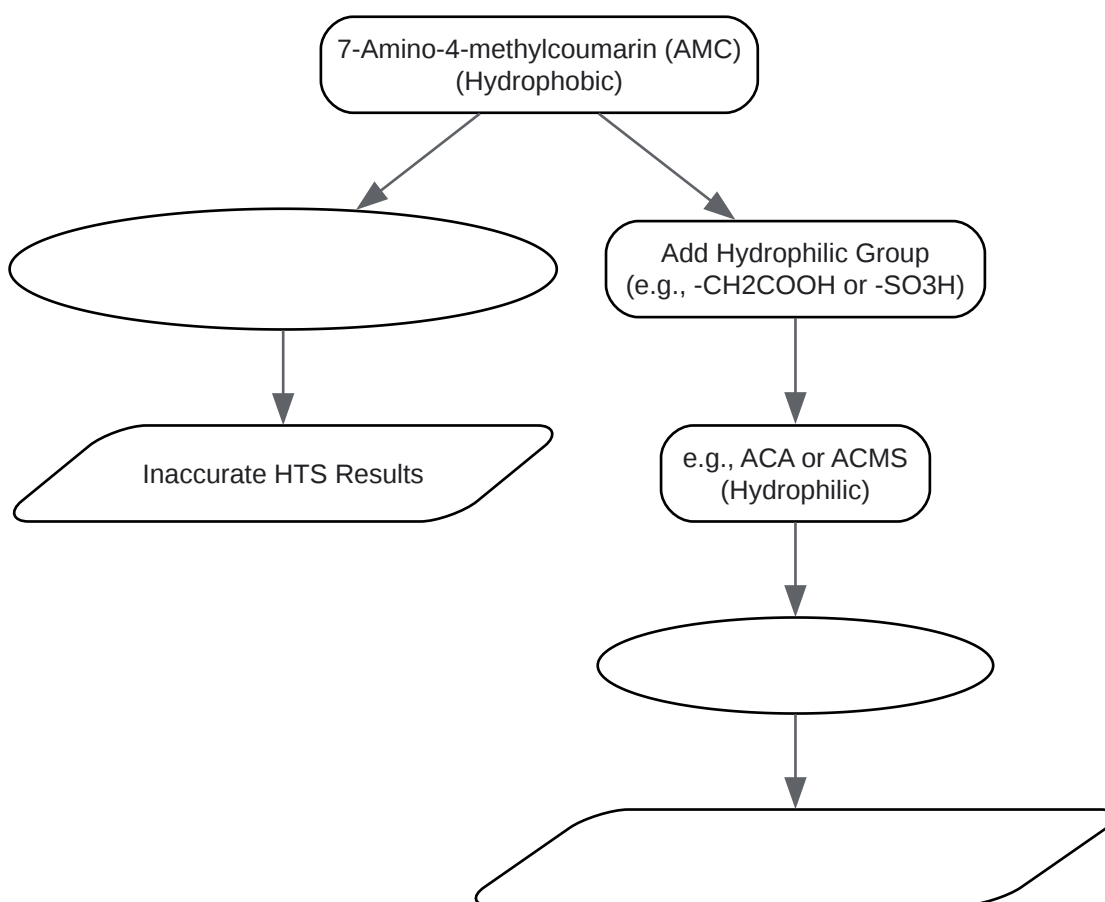 7-Amino-4-methylcoumarin (AMC)
(Hydrophobic)
Add Hydrophilic Group
(e.g., -CH2COOH or -SO3H)
Inaccurate HTS Results
e.g., ACA or ACMS
(Hydrophilic)